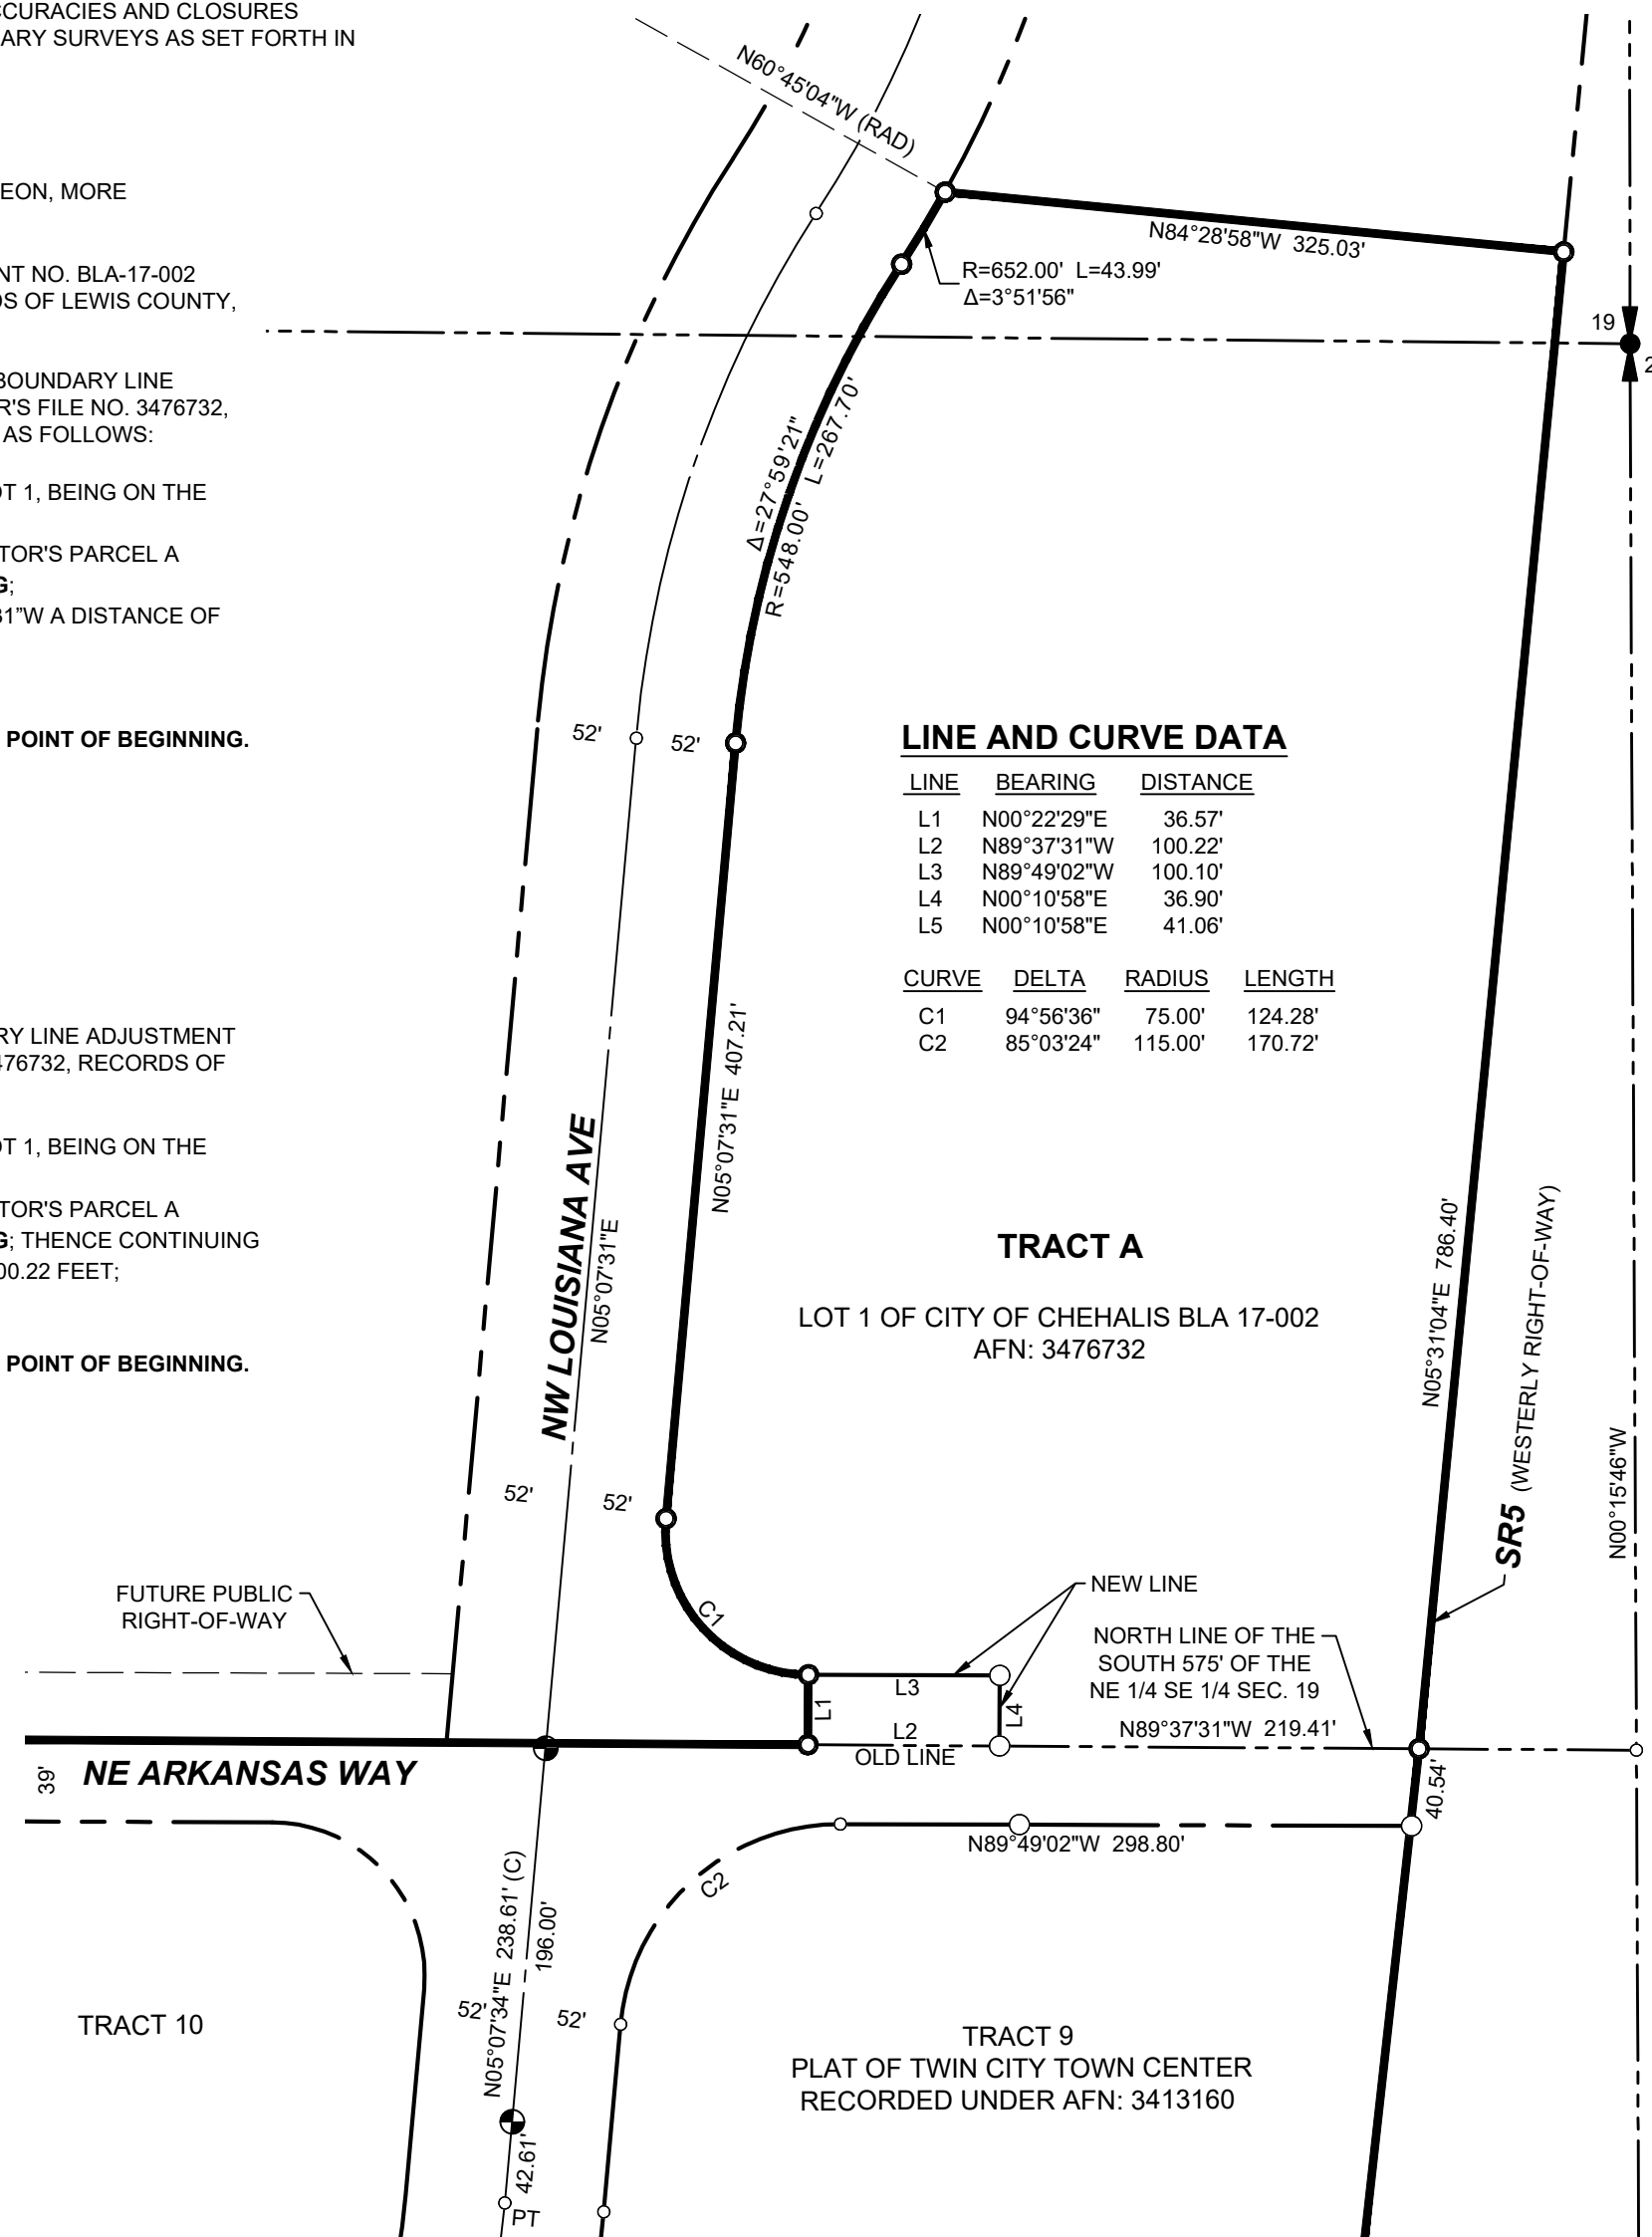 CCURACIES AND CLOSURES
ARY SURVEYS AS SET FORTH IN
EON, MORE
NT NO. BLA-17-002
DS OF LEWIS COUNTY,
BOUNDARY LINE
R'S FILE NO. 3476732,
AS FOLLOWS:
OT 1, BEING ON THE
TOR'S PARCEL A
G;
31"W A DISTANCE OF
POINT OF BEGINNING.
RY LINE ADJUSTMENT
476732, RECORDS OF
OT 1, BEING ON THE
TOR'S PARCEL A
G; THENCE CONTINUING
00.22 FEET;
POINT OF BEGINNING.
N60°45'04"W (RAD)
N84°28'58"W 325.03'
R=652.00' L=43.99'
Δ=3°51'56"
19
2
Δ=27°59'21"
R=548.00' L=267.70'
52'
52'
LINE AND CURVE DATA
LINE BEARING DISTANCE
L1 N00°22'29"E 36.57'
L2 N89°37'31"W 100.22'
L3 N89°49'02"W 100.10'
L4 N00°10'58"E 36.90'
L5 N00°10'58"E 41.06'
CURVE DELTA RADIUS LENGTH
C1 94°56'36" 75.00' 124.28'
C2 85°03'24" 115.00' 170.72'
N05°07'31"E 407.21'
NW LOUISIANA AVE
N05°07'31"E
TRACT A
LOT 1 OF CITY OF CHEHALIS BLA 17-002
AFN: 3476732
N05°31'04"E 786.40'
SR5 (WESTERLY RIGHT-OF-WAY)
N00°15'46"W
52'
52'
FUTURE PUBLIC
RIGHT-OF-WAY
C1
NEW LINE
NORTH LINE OF THE
SOUTH 575' OF THE
NE 1/4 SE 1/4 SEC. 19
L3
L1
L4
L2
OLD LINE
N89°37'31"W 219.41'
39'
NE ARKANSAS WAY
40.54'
N89°49'02"W 298.80'
C2
N05°07'34"E 238.61' (C)
196.00'
52'
52'
TRACT 10
TRACT 9
PLAT OF TWIN CITY TOWN CENTER
RECORDED UNDER AFN: 3413160
42.61'
PT